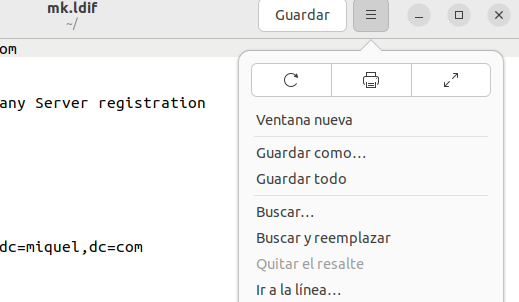 mk.ldif
~/
Guardar
om
any Server registration
dc=miquel,dc=com
Ventana nueva
Guardar como…
Guardar todo
Buscar…
Buscar y reemplazar
Quitar el resalte
Ir a la línea…